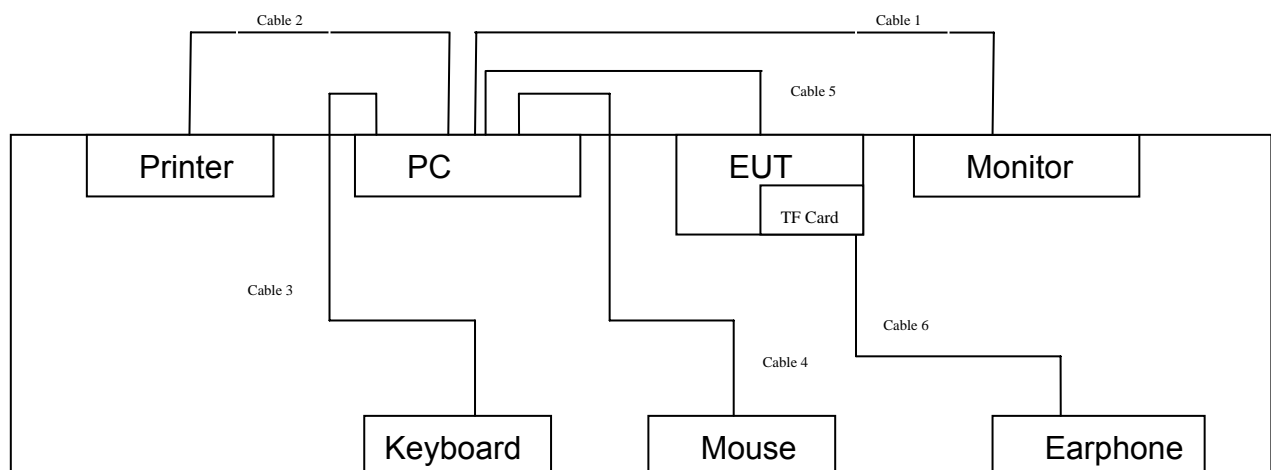 Cable 2
Cable 1
Cable 5
Printer
PC
EUT
Monitor
TF Card
Cable 3
Cable 6
Cable 4
Keyboard
Mouse
Earphone